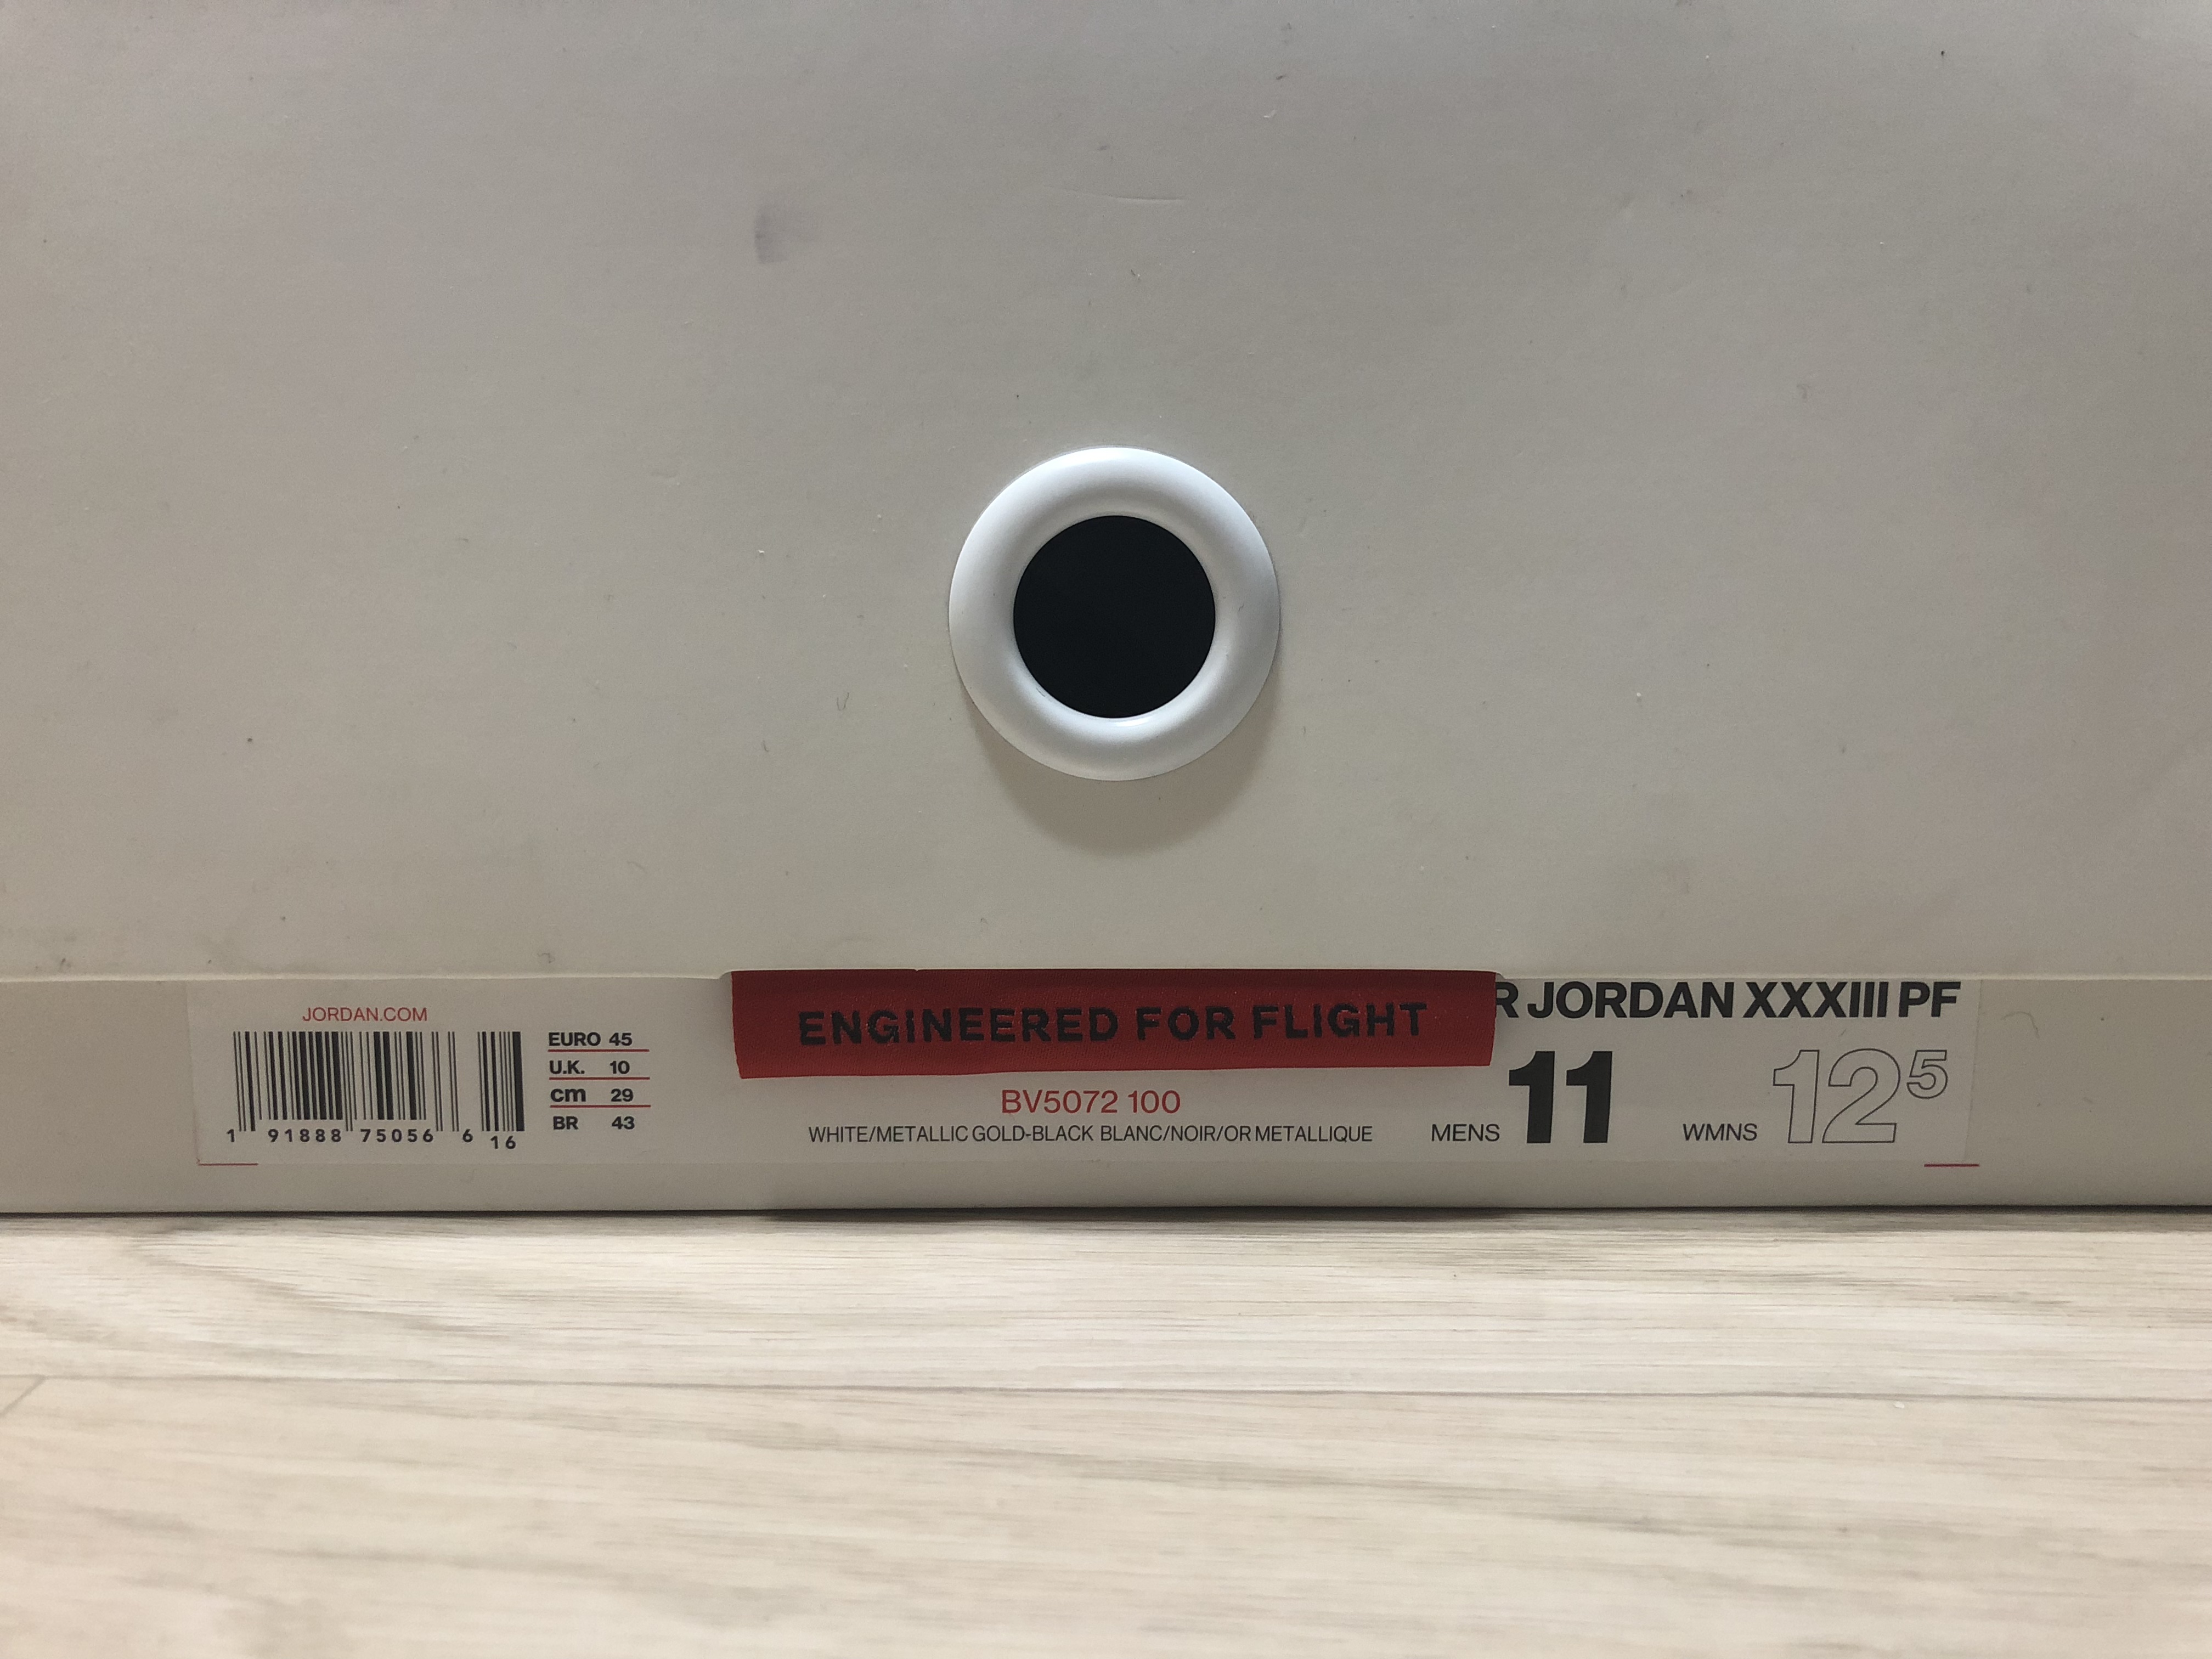 JORDAN.COM
1 91888 75056 6 16
EURO 45
U.K. 10
cm 29
BR 43
ENGINEERED FOR FLIGHT
BV5072 100
WHITE/METALLIC GOLD-BLACK BLANC/NOIR/OR METALLIQUE
R JORDAN XXXIII PF
MENS 11
WMNS 12 5